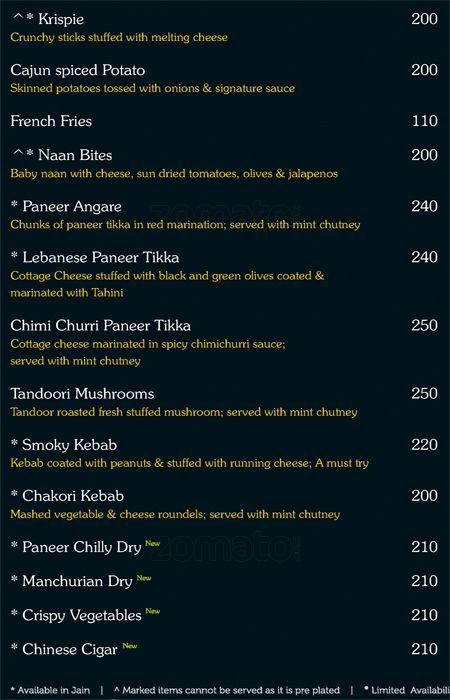 ^* Krispie 200
Crunchy sticks stuffed with melting cheese
Cajun spiced Potato 200
Skinned potatoes tossed with onions & signature sauce
French Fries 110
^* Naan Bites 200
Baby naan with cheese, sun dried tomatoes, olives & jalapenos
* Paneer Angare 240
Chunks of paneer tikka in red marination; served with mint chutney
* Lebanese Paneer Tikka 240
Cottage Cheese stuffed with black and green olives coated &
marinated with Tahini
Chimi Churri Paneer Tikka 250
Cottage cheese marinated in spicy chimichurri sauce;
served with mint chutney
Tandoori Mushrooms 250
Tandoor roasted fresh stuffed mushroom; served with mint chutney
* Smoky Kebab 220
Kebab coated with peanuts & stuffed with running cheese; A must try
* Chakori Kebab 200
Mashed vegetable & cheese roundels; served with mint chutney
* Paneer Chilly Dry New 210
zomato
* Manchurian Dry New 210
* Crispy Vegetables New 210
* Chinese Cigar New 210
* Available in Jain | ^ Marked items cannot be served as it is pre plated | * Limited Availabili